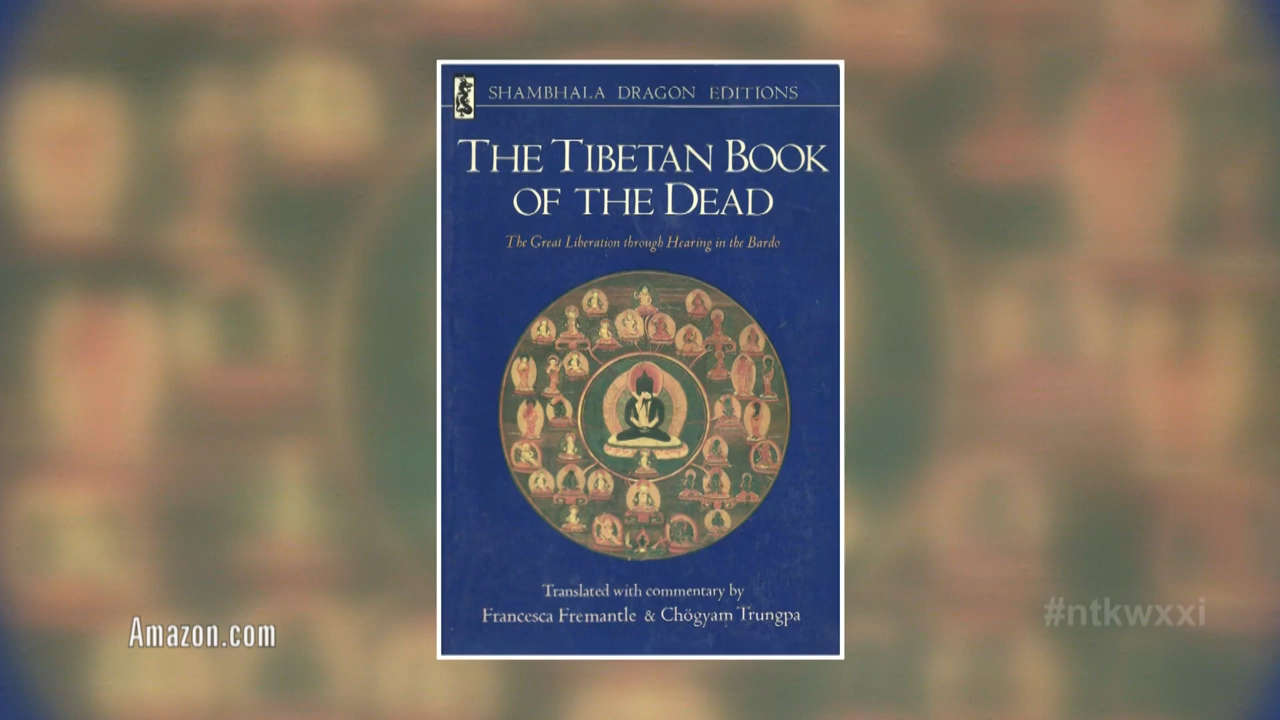 SHAMBHALA DRAGON EDITIONS
THE TIBETAN BOOK
OF THE DEAD
The Great Liberation through Hearing in the Bardo
Translated with commentary by
Francesca Fremantle & Chögyam Trungpa
Amazon.com
#ntkwxxi